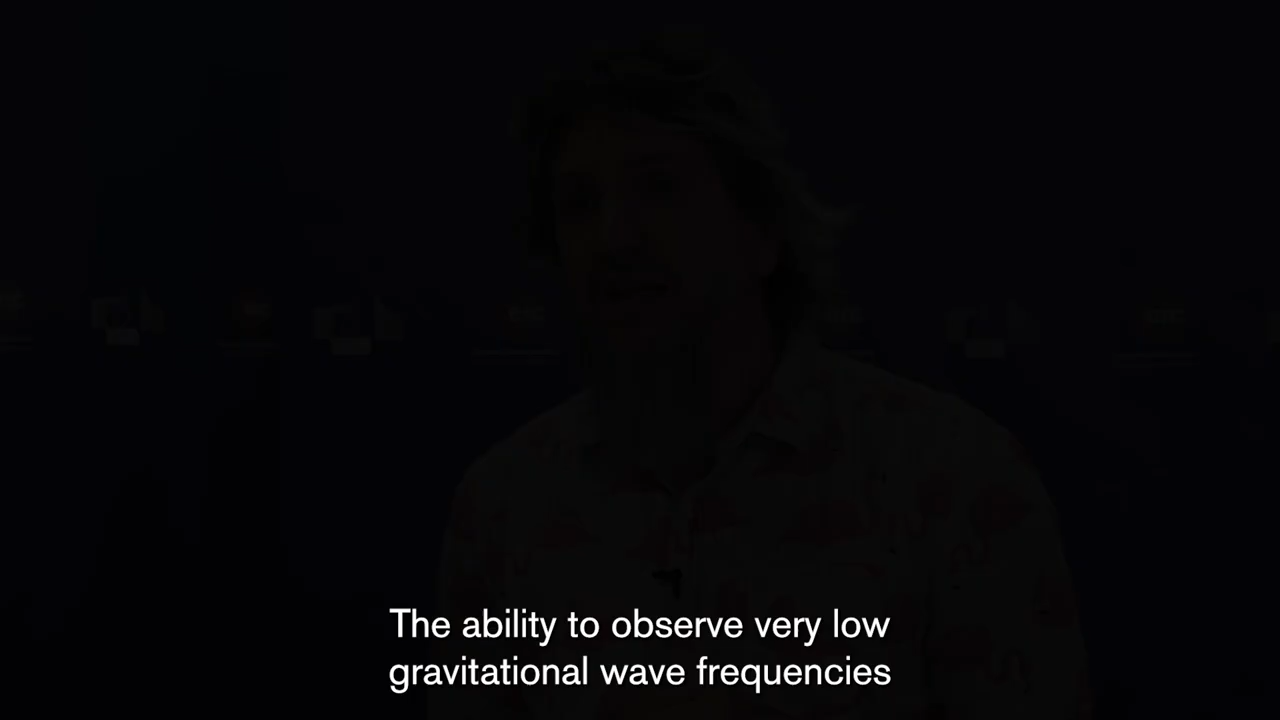 The ability to observe very low
gravitational wave frequencies